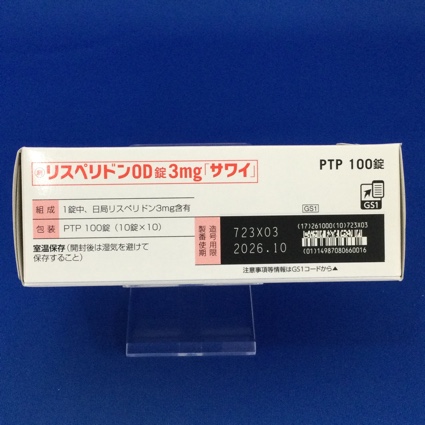 リスペリドンOD錠3mg「サワイ」
PTP 100錠
組成 1錠中、日局リスペリドン3mg含有
包装 PTP 100錠（10錠×10）
室温保存（開封後は湿気を避けて
保存すること）
製造番号 723X03
使用期限 2026.10
GS1
GS1
(17)261000(10)723X03
(01)14987080660016
注意事項等情報はGS1コードから▲